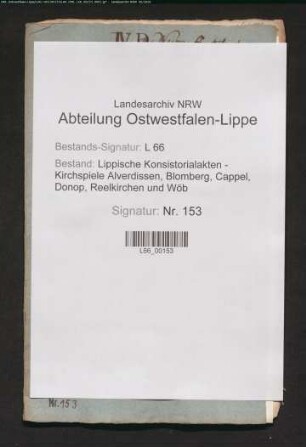 Landesarchiv NRW
Abteilung Ostwestfalen-Lippe
Bestands-Signatur: L 66
Bestand: Lippische Konsistorialakten -
Kirchspiele Alverdissen, Blomberg, Cappel,
Donop, Reelkirchen und Wöb
Signatur: Nr. 153
L66_00153
Nr. 153